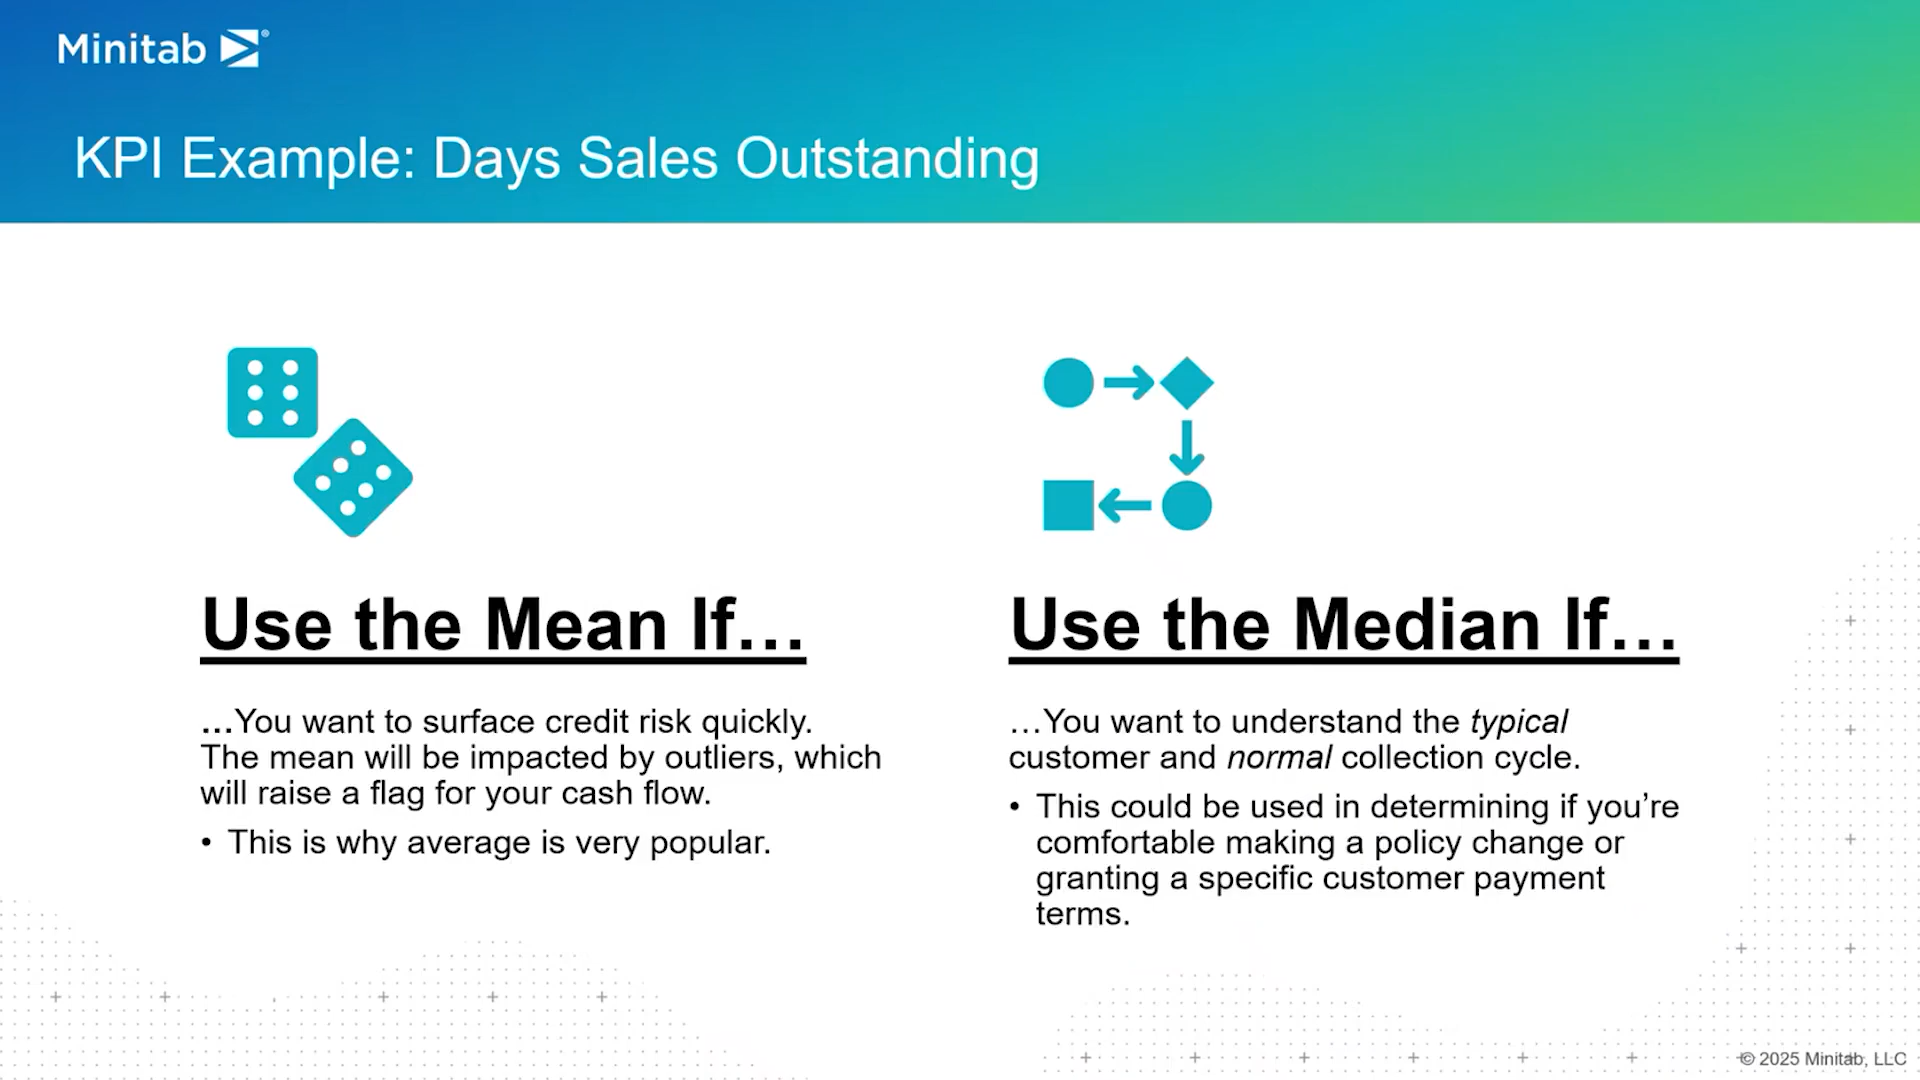 Minitab
KPI Example: Days Sales Outstanding
Use the Mean If…
…You want to surface credit risk quickly.
The mean will be impacted by outliers, which
will raise a flag for your cash flow.
• This is why average is very popular.
Use the Median If…
…You want to understand the typical
customer and normal collection cycle.
• This could be used in determining if you’re
comfortable making a policy change or
granting a specific customer payment
terms.
© 2025 Minitab, LLC